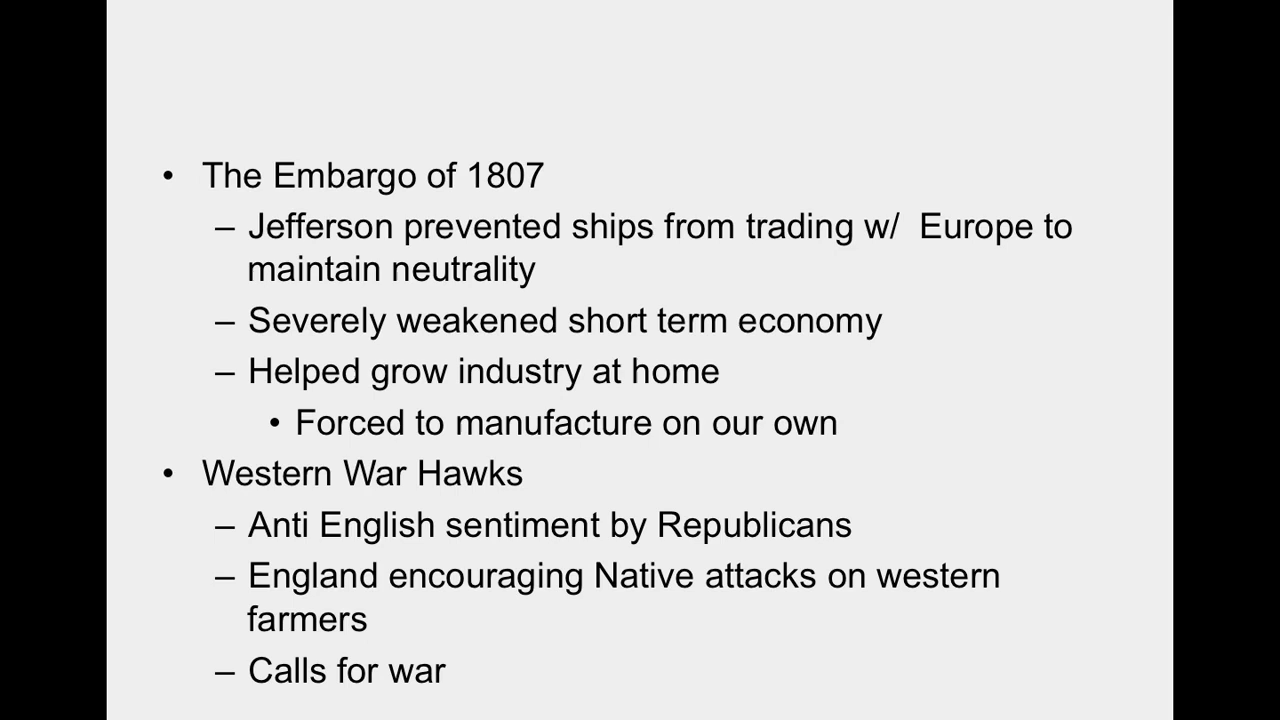 • The Embargo of 1807
– Jefferson prevented ships from trading w/  Europe to
maintain neutrality
– Severely weakened short term economy
– Helped grow industry at home
• Forced to manufacture on our own
• Western War Hawks
– Anti English sentiment by Republicans
– England encouraging Native attacks on western
farmers
– Calls for war